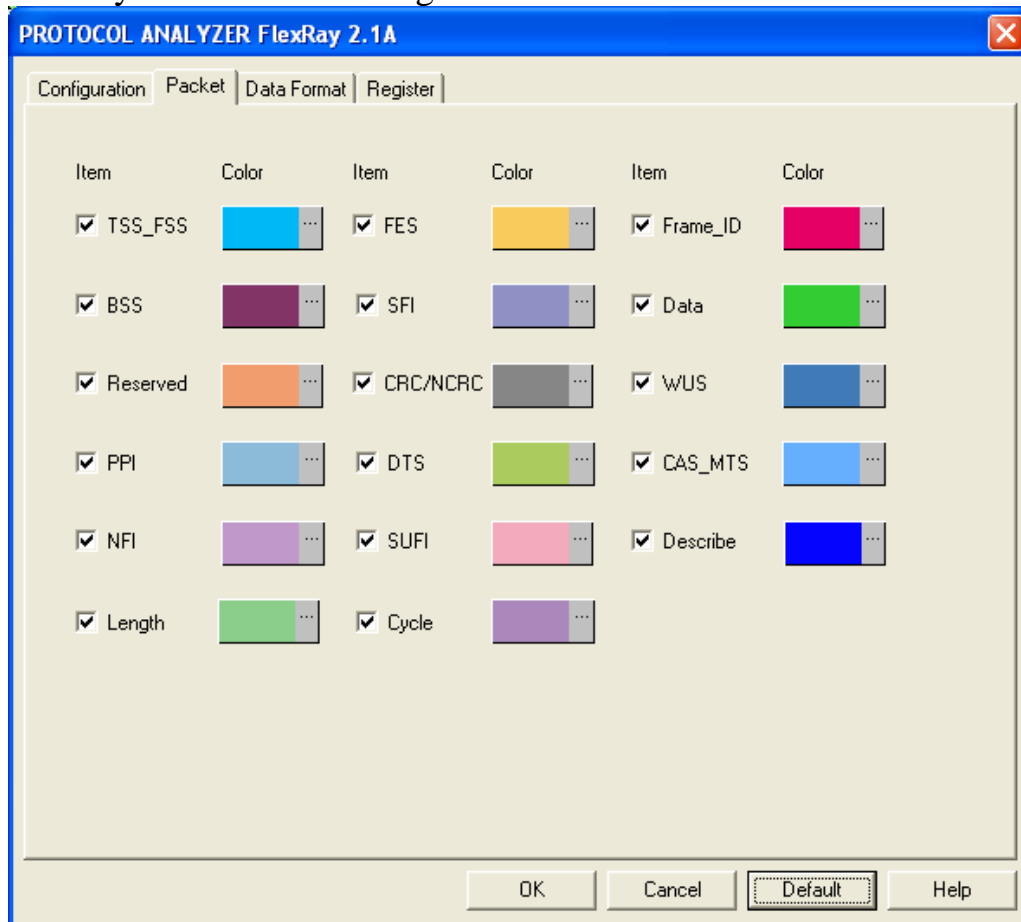 PROTOCOL ANALYZER FlexRay 2.1A
Configuration Packet Data Format Register
Item Color Item Color Item Color
TSS_FSS ... FES ... Frame_ID ...
BSS ... SFI ... Data ...
Reserved ... CRC/NCRC ... WUS ...
PPI ... DTS ... CAS_MTS ...
NFI ... SUFI ... Describe ...
Length ... Cycle ...
OK Cancel Default Help